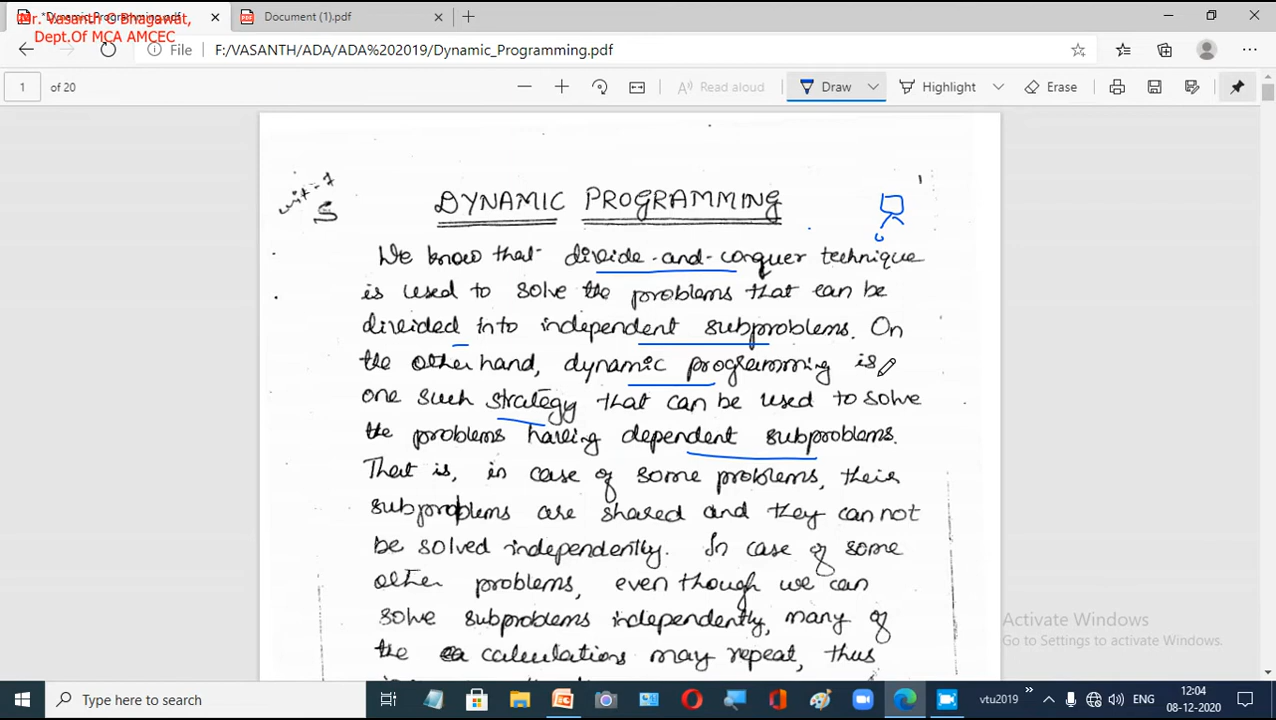 *Dynamic_Programming.pdf
Document (1).pdf
Dr. Vasanth G Bhagawat,
Dept.Of MCA AMCEC
File
F:/VASANTH/ADA/ADA%202019/Dynamic_Programming.pdf
1 of 20
Read aloud
Draw
Highlight
Erase
unit-7
5
1
DYNAMIC PROGRAMMING
We know that divide-and-conquer technique
is used to solve the problems that can be
divided into independent subproblems. On
the other hand, dynamic programming is
one such strategy that can be used to solve
the problems having dependent subproblems.
That is, in case of some problems, their
subproblems are shared and they can not
be solved independently. In case of some
other problems, even though we can
solve subproblems independently, many of
the calculations may repeat, thus
Activate Windows
Go to Settings to activate Windows.
Type here to search
vtu2019
ENG
12:04
08-12-2020